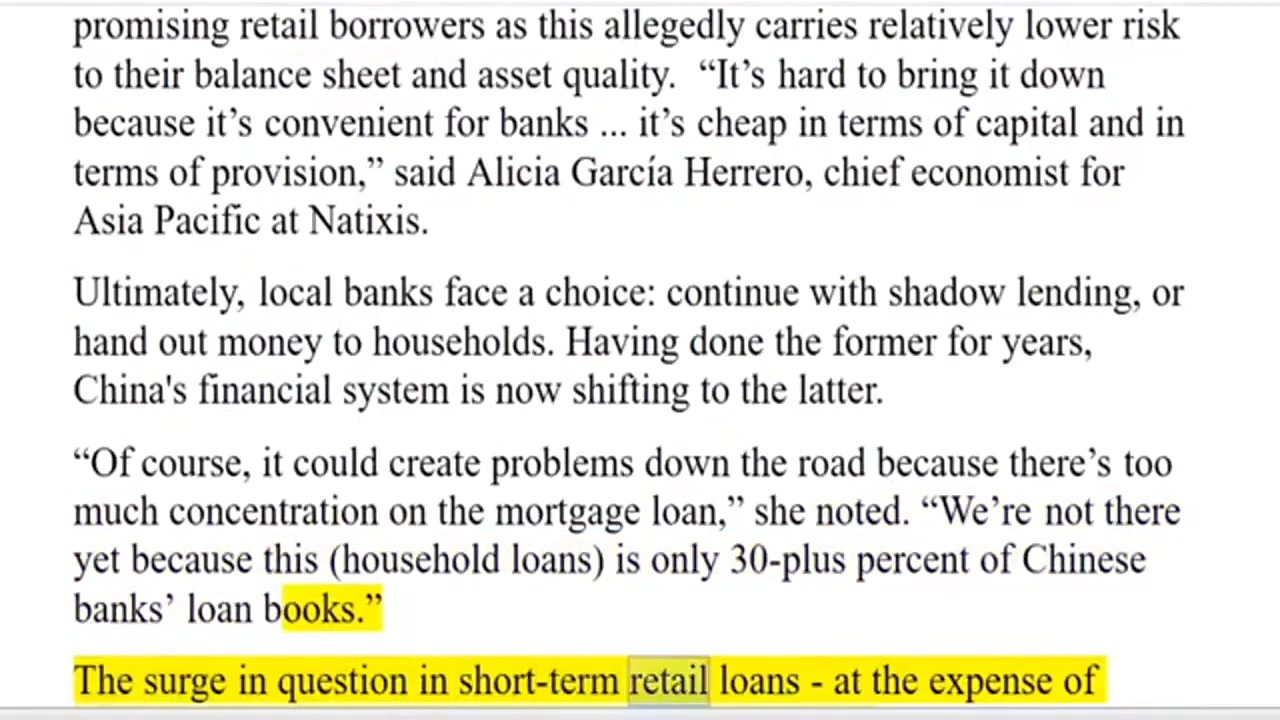 promising retail borrowers as this allegedly carries relatively lower risk
to their balance sheet and asset quality.  “It’s hard to bring it down
because it’s convenient for banks ... it’s cheap in terms of capital and in
terms of provision,” said Alicia García Herrero, chief economist for
Asia Pacific at Natixis.
Ultimately, local banks face a choice: continue with shadow lending, or
hand out money to households. Having done the former for years,
China's financial system is now shifting to the latter.
“Of course, it could create problems down the road because there’s too
much concentration on the mortgage loan,” she noted. “We’re not there
yet because this (household loans) is only 30-plus percent of Chinese
banks’ loan books.”
The surge in question in short-term retail loans - at the expense of